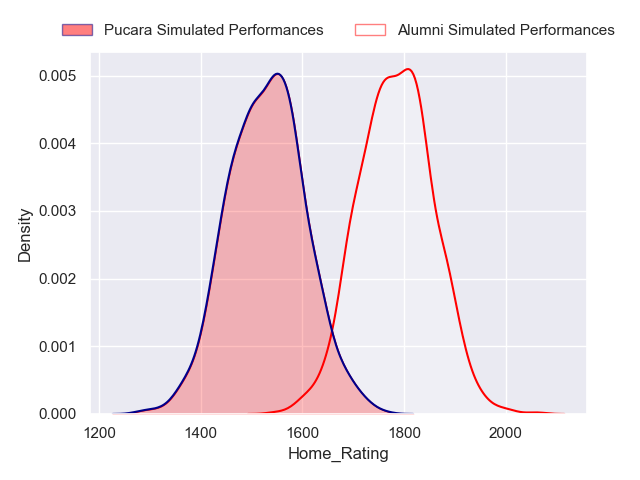 Pucara Simulated Performances Alumni Simulated Performances
0.005
0.004
0.003
0.002
0.001
0.000
Density
1200 1400 1600 1800 2000
Home_Rating